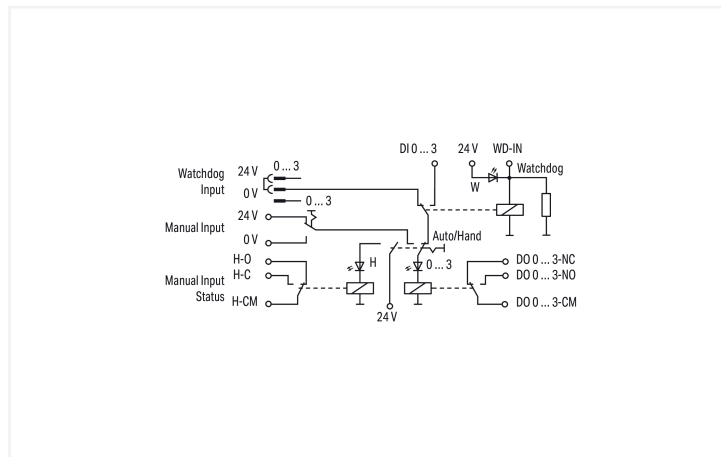 DI 0 ... 3 24 V WD-IN
Watchdog
Input
24 V 0 ... 3
0 V
W
Watchdog
0 ... 3
Manual Input
24 V
0 V
Auto/Hand
Manual Input
Status
H-O
H-C
H-CM
H
0 ... 3
24 V
DO 0 ... 3-NC
DO 0 ... 3-NO
DO 0 ... 3-CM